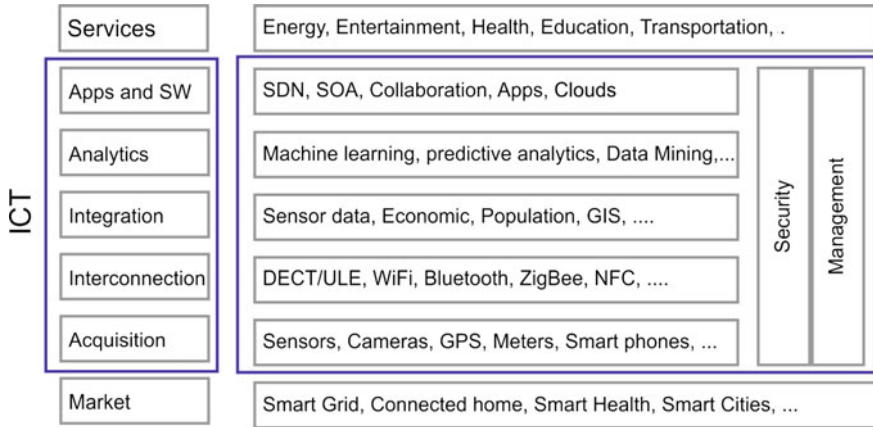 Services
Energy, Entertainment, Health, Education, Transportation, .
ICT
Apps and SW
SDN, SOA, Collaboration, Apps, Clouds
Analytics
Machine learning, predictive analytics, Data Mining,...
Integration
Sensor data, Economic, Population, GIS, ....
Interconnection
DECT/ULE, WiFi, Bluetooth, ZigBee, NFC, ....
Acquisition
Sensors, Cameras, GPS, Meters, Smart phones, ...
Security
Management
Market
Smart Grid, Connected home, Smart Health, Smart Cities, ...